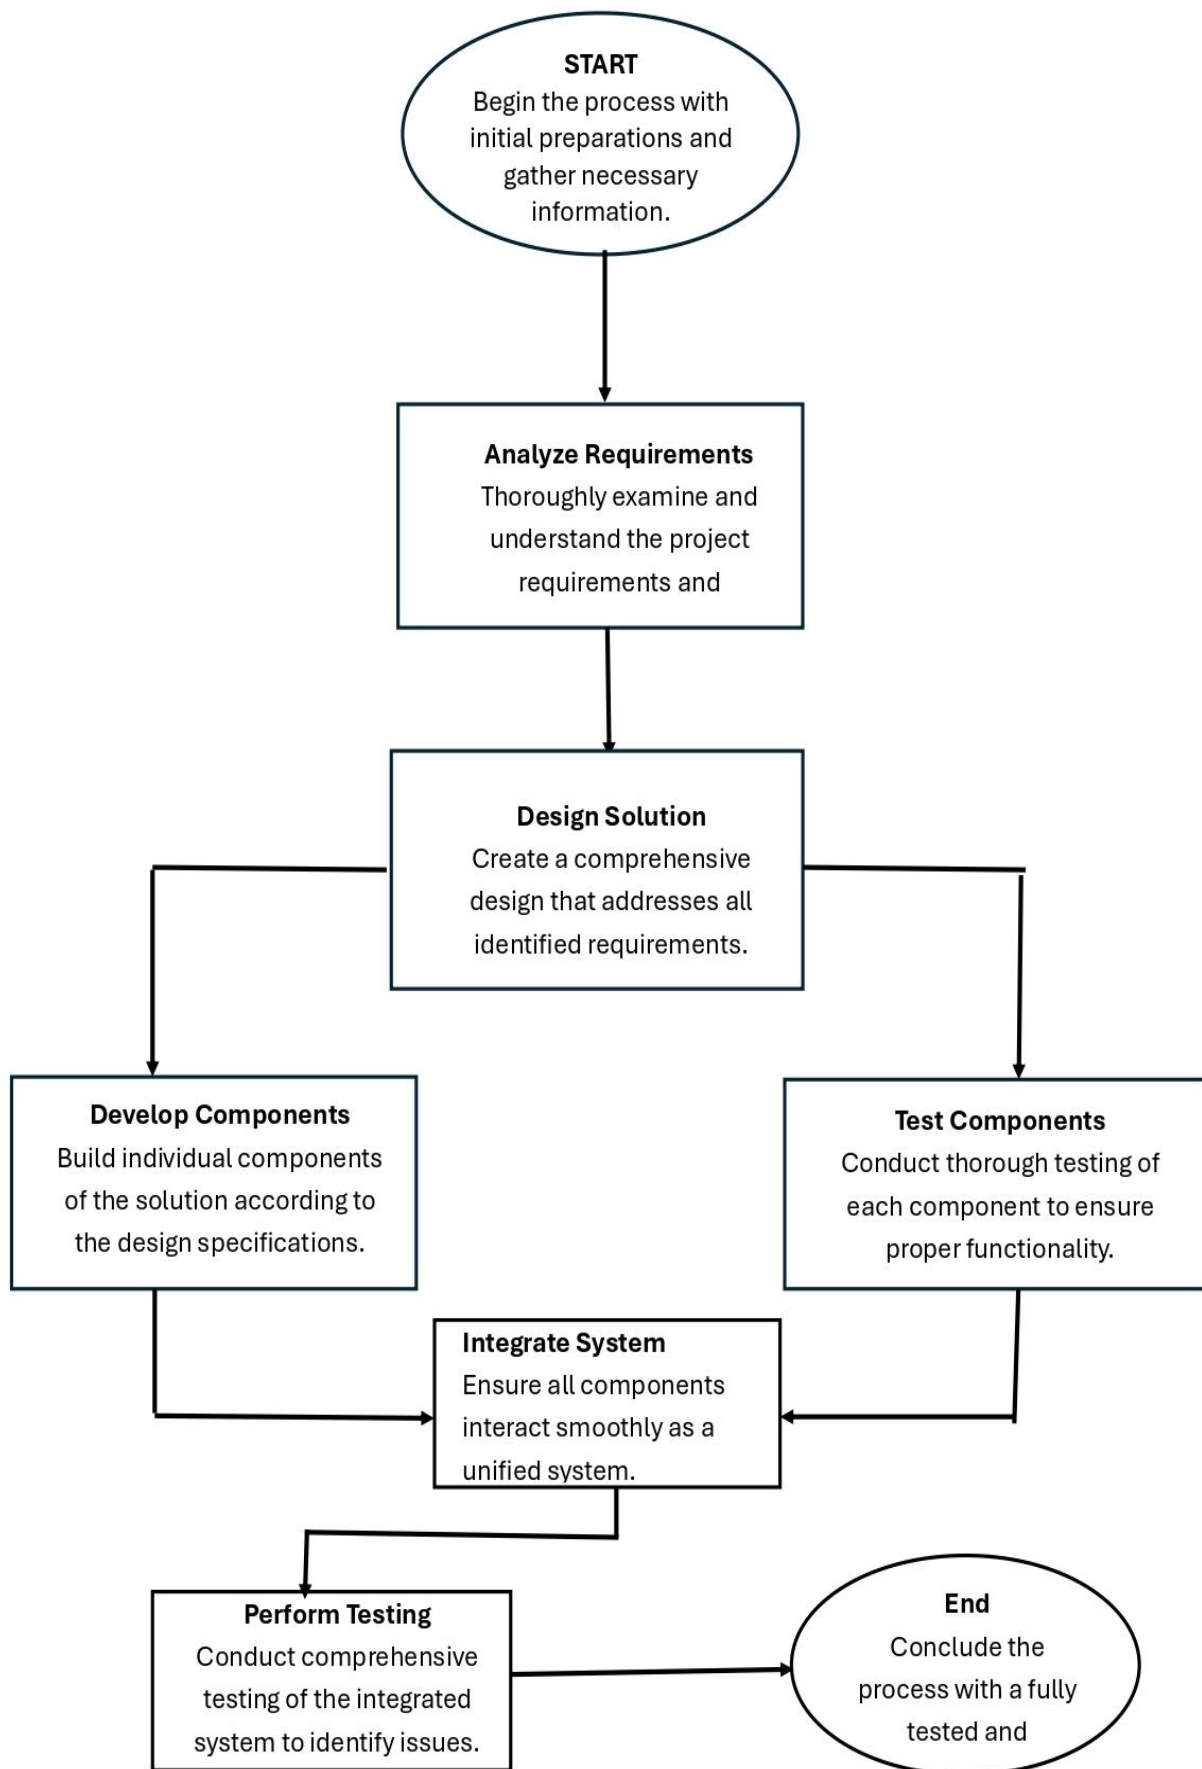 START
Begin the process with
initial preparations and
gather necessary
information.
Analyze Requirements
Thoroughly examine and
understand the project
requirements and
Design Solution
Create a comprehensive
design that addresses all
identified requirements.
Develop Components
Build individual components
of the solution according to
the design specifications.
Test Components
Conduct thorough testing of
each component to ensure
proper functionality.
Integrate System
Ensure all components
interact smoothly as a
unified system.
Perform Testing
Conduct comprehensive
testing of the integrated
system to identify issues.
End
Conclude the
process with a fully
tested and